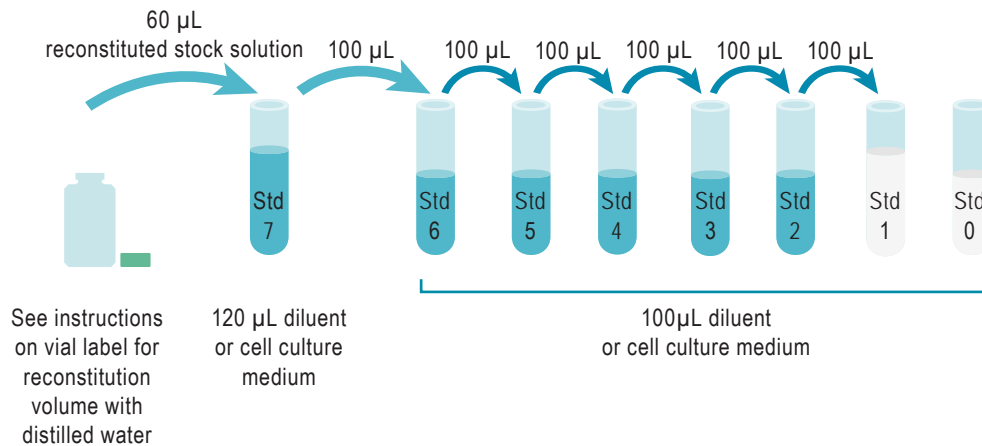 60 μL
reconstituted stock solution
100 μL
100 μL
100 μL
100 μL
100 μL
100 μL
Std
7
Std
6
Std
5
Std
4
Std
3
Std
2
Std
1
Std
0
See instructions
on vial label for
reconstitution
volume with
distilled water
120 μL diluent
or cell culture
medium
100μL diluent
or cell culture medium